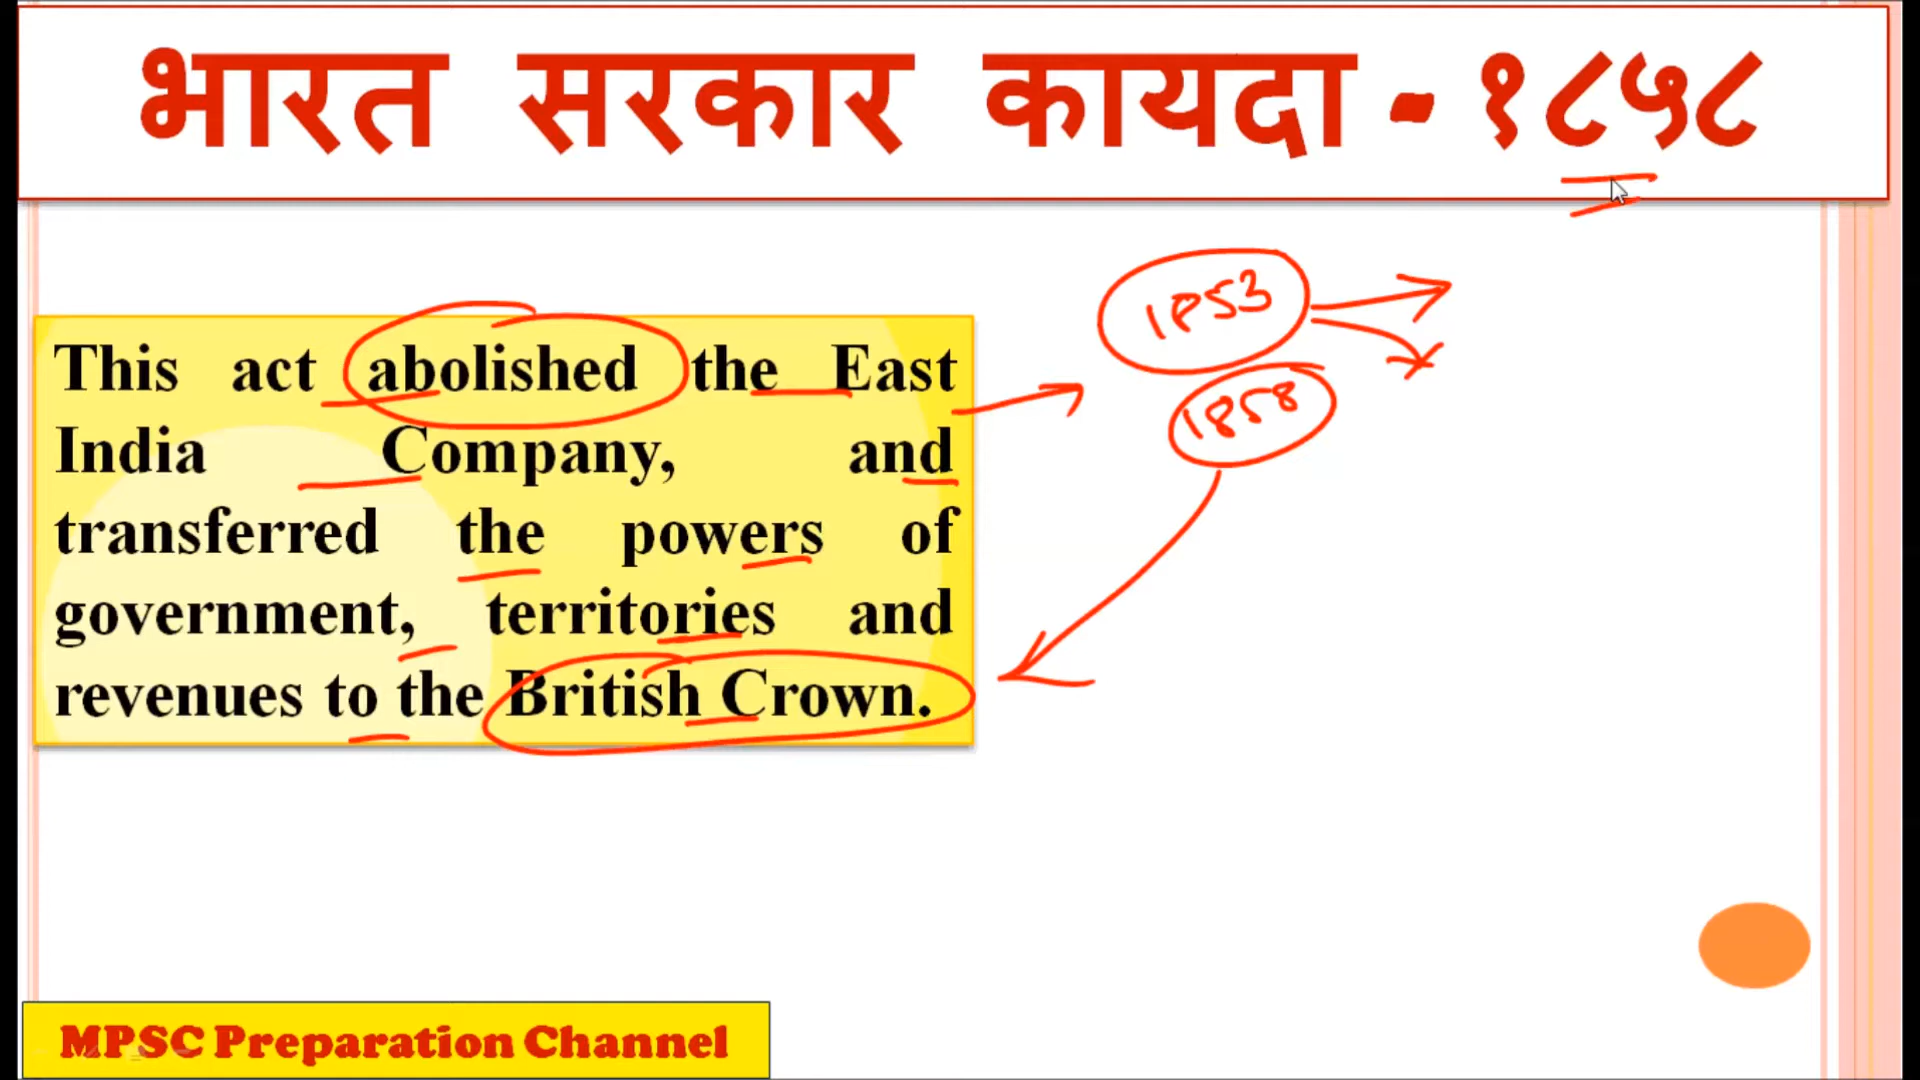 भारत सरकार कायदा - १८५८
1853
1858
This act abolished the East
India Company, and
transferred the powers of
government, territories and
revenues to the British Crown.
MPSC Preparation Channel